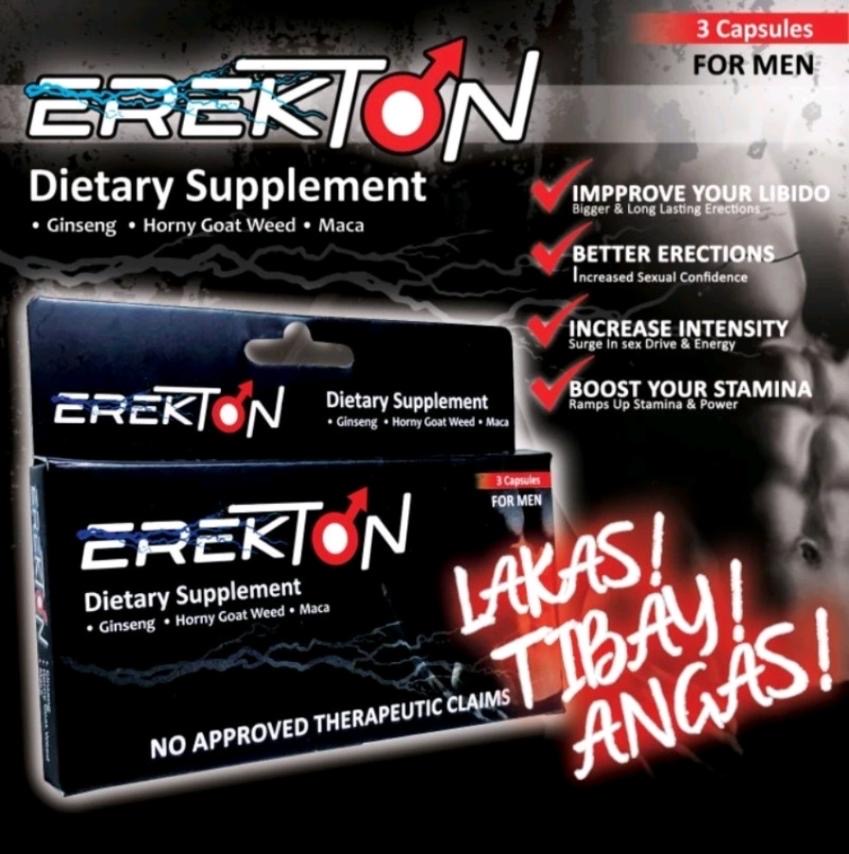 3 Capsules
FOR MEN
EREKTON
Dietary Supplement
• Ginseng • Horny Goat Weed • Maca
IMPPROVE YOUR LIBIDO
Bigger & Long Lasting Erections
BETTER ERECTIONS
Increased Sexual Confidence
INCREASE INTENSITY
Surge In sex Drive & Energy
BOOST YOUR STAMINA
Ramps Up Stamina & Power
EREKTON
Dietary Supplement
• Ginseng • Horny Goat Weed • Maca
3 Capsules
FOR MEN
EREKTON
Dietary Supplement
• Ginseng • Horny Goat Weed • Maca
NO APPROVED THERAPEUTIC CLAIMS
EREKTON
LAKAS!
TIBAY!
ANGAS!